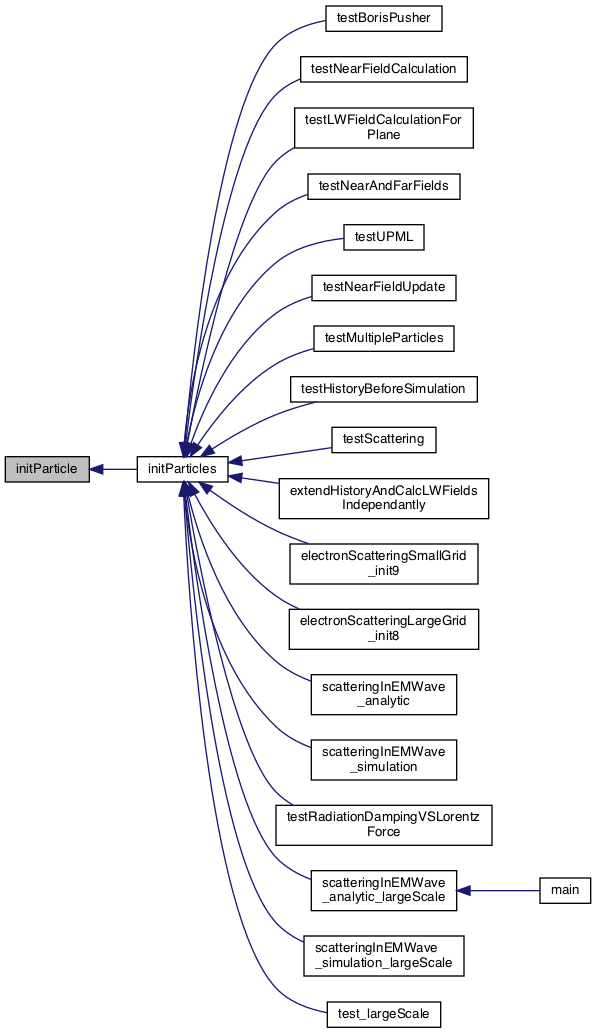 testBorisPusher
testNearFieldCalculation
testLWFieldCalculationFor
Plane
testNearAndFarFields
testUPML
testNearFieldUpdate
testMultipleParticles
testHistoryBeforeSimulation
testScattering
initParticle
initParticles
extendHistoryAndCalcLWFields
Independantly
electronScatteringSmallGrid
_init9
electronScatteringLargeGrid
_init8
scatteringInEMWave
_analytic
scatteringInEMWave
_simulation
testRadiationDampingVSLorentz
Force
scatteringInEMWave
_analytic_largeScale
main
scatteringInEMWave
_simulation_largeScale
test_largeScale